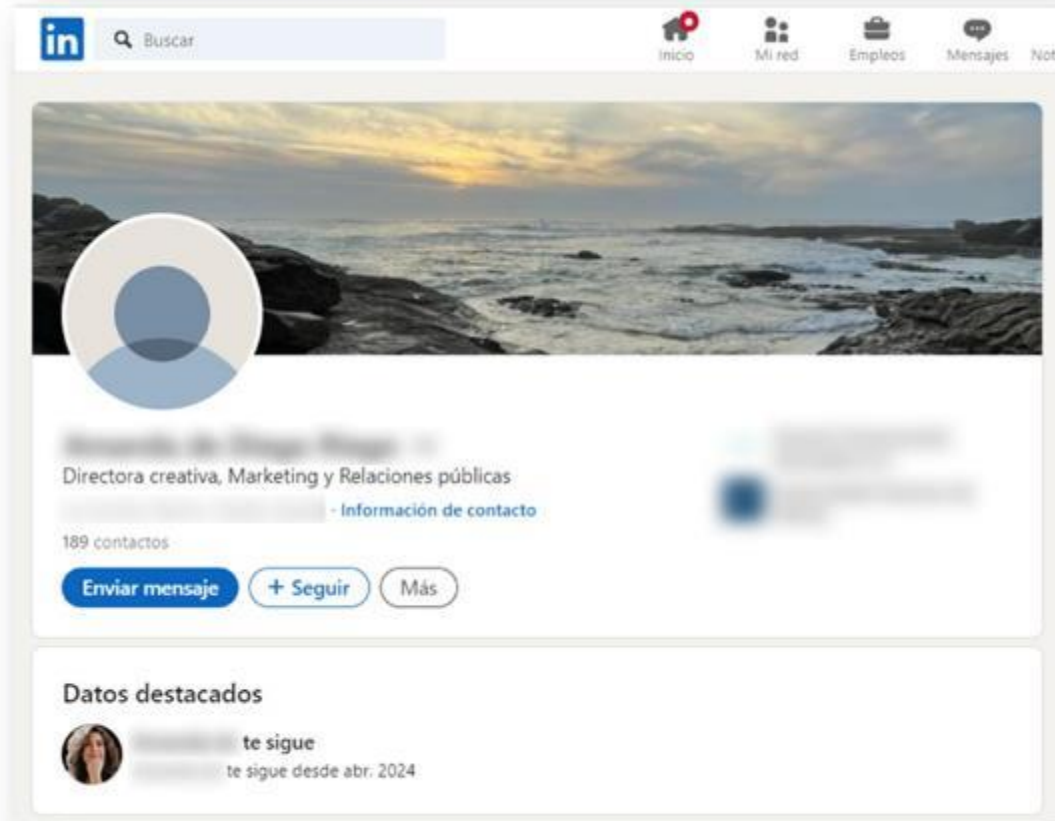 in
Buscar
Inicio
Mi red
Empleos
Mensajes
Directora creativa, Marketing y Relaciones públicas
· Información de contacto
189 contactos
Enviar mensaje
+ Seguir
Más
Datos destacados
te sigue
te sigue desde abr. 2024